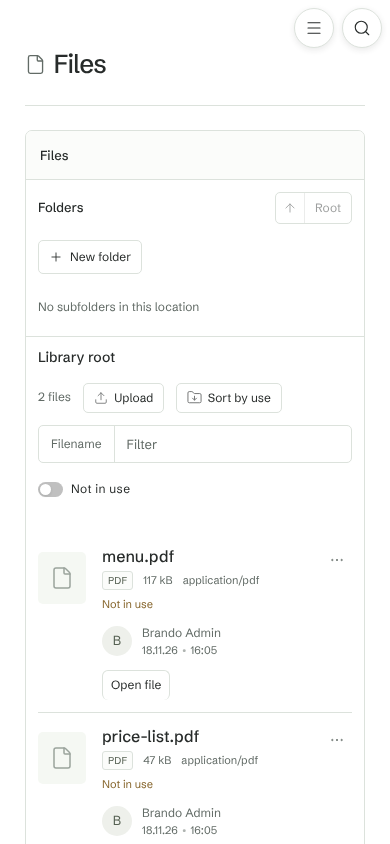 Files
Files
Folders
Root
New folder
No subfolders in this location
Library root
2 files
Upload
Sort by use
Filename
Filter
Not in use
menu.pdf
PDF 117 kB application/pdf
Not in use
B
Brando Admin
18.11.26 • 16:05
Open file
price-list.pdf
PDF 47 kB application/pdf
Not in use
B
Brando Admin
18.11.26 • 16:05